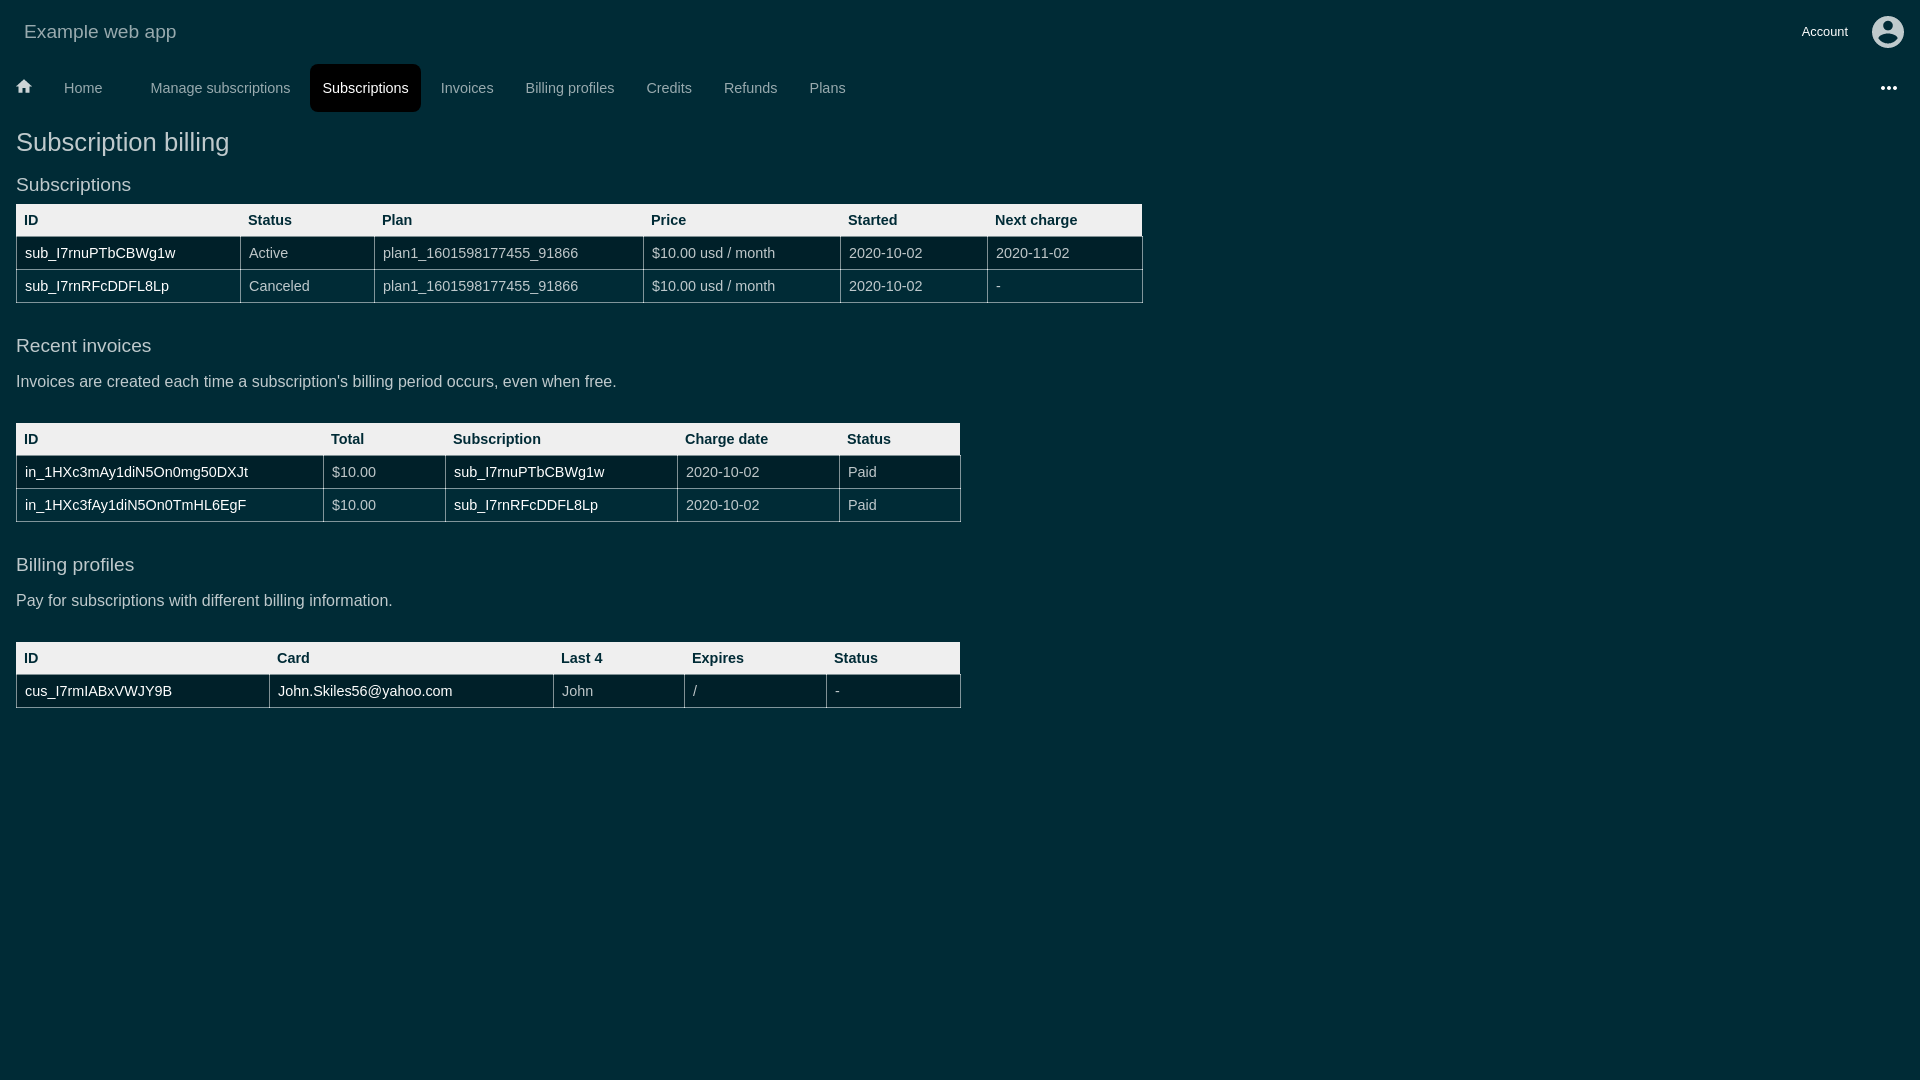 Example web app
Account
Home Manage subscriptions Subscriptions Invoices Billing profiles Credits Refunds Plans
Subscription billing
Subscriptions
ID Status Plan Price Started Next charge
sub_I7rnuPTbCBWg1w Active plan1_1601598177455_91866 $10.00 usd / month 2020-10-02 2020-11-02
sub_I7rnRFcDDFL8Lp Canceled plan1_1601598177455_91866 $10.00 usd / month 2020-10-02 -
Recent invoices
Invoices are created each time a subscription's billing period occurs, even when free.
ID Total Subscription Charge date Status
in_1HXc3mAy1diN5On0mg50DXJt $10.00 sub_I7rnuPTbCBWg1w 2020-10-02 Paid
in_1HXc3fAy1diN5On0TmHL6EgF $10.00 sub_I7rnRFcDDFL8Lp 2020-10-02 Paid
Billing profiles
Pay for subscriptions with different billing information.
ID Card Last 4 Expires Status
cus_I7rmIABxVWJY9B John.Skiles56@yahoo.com John / -